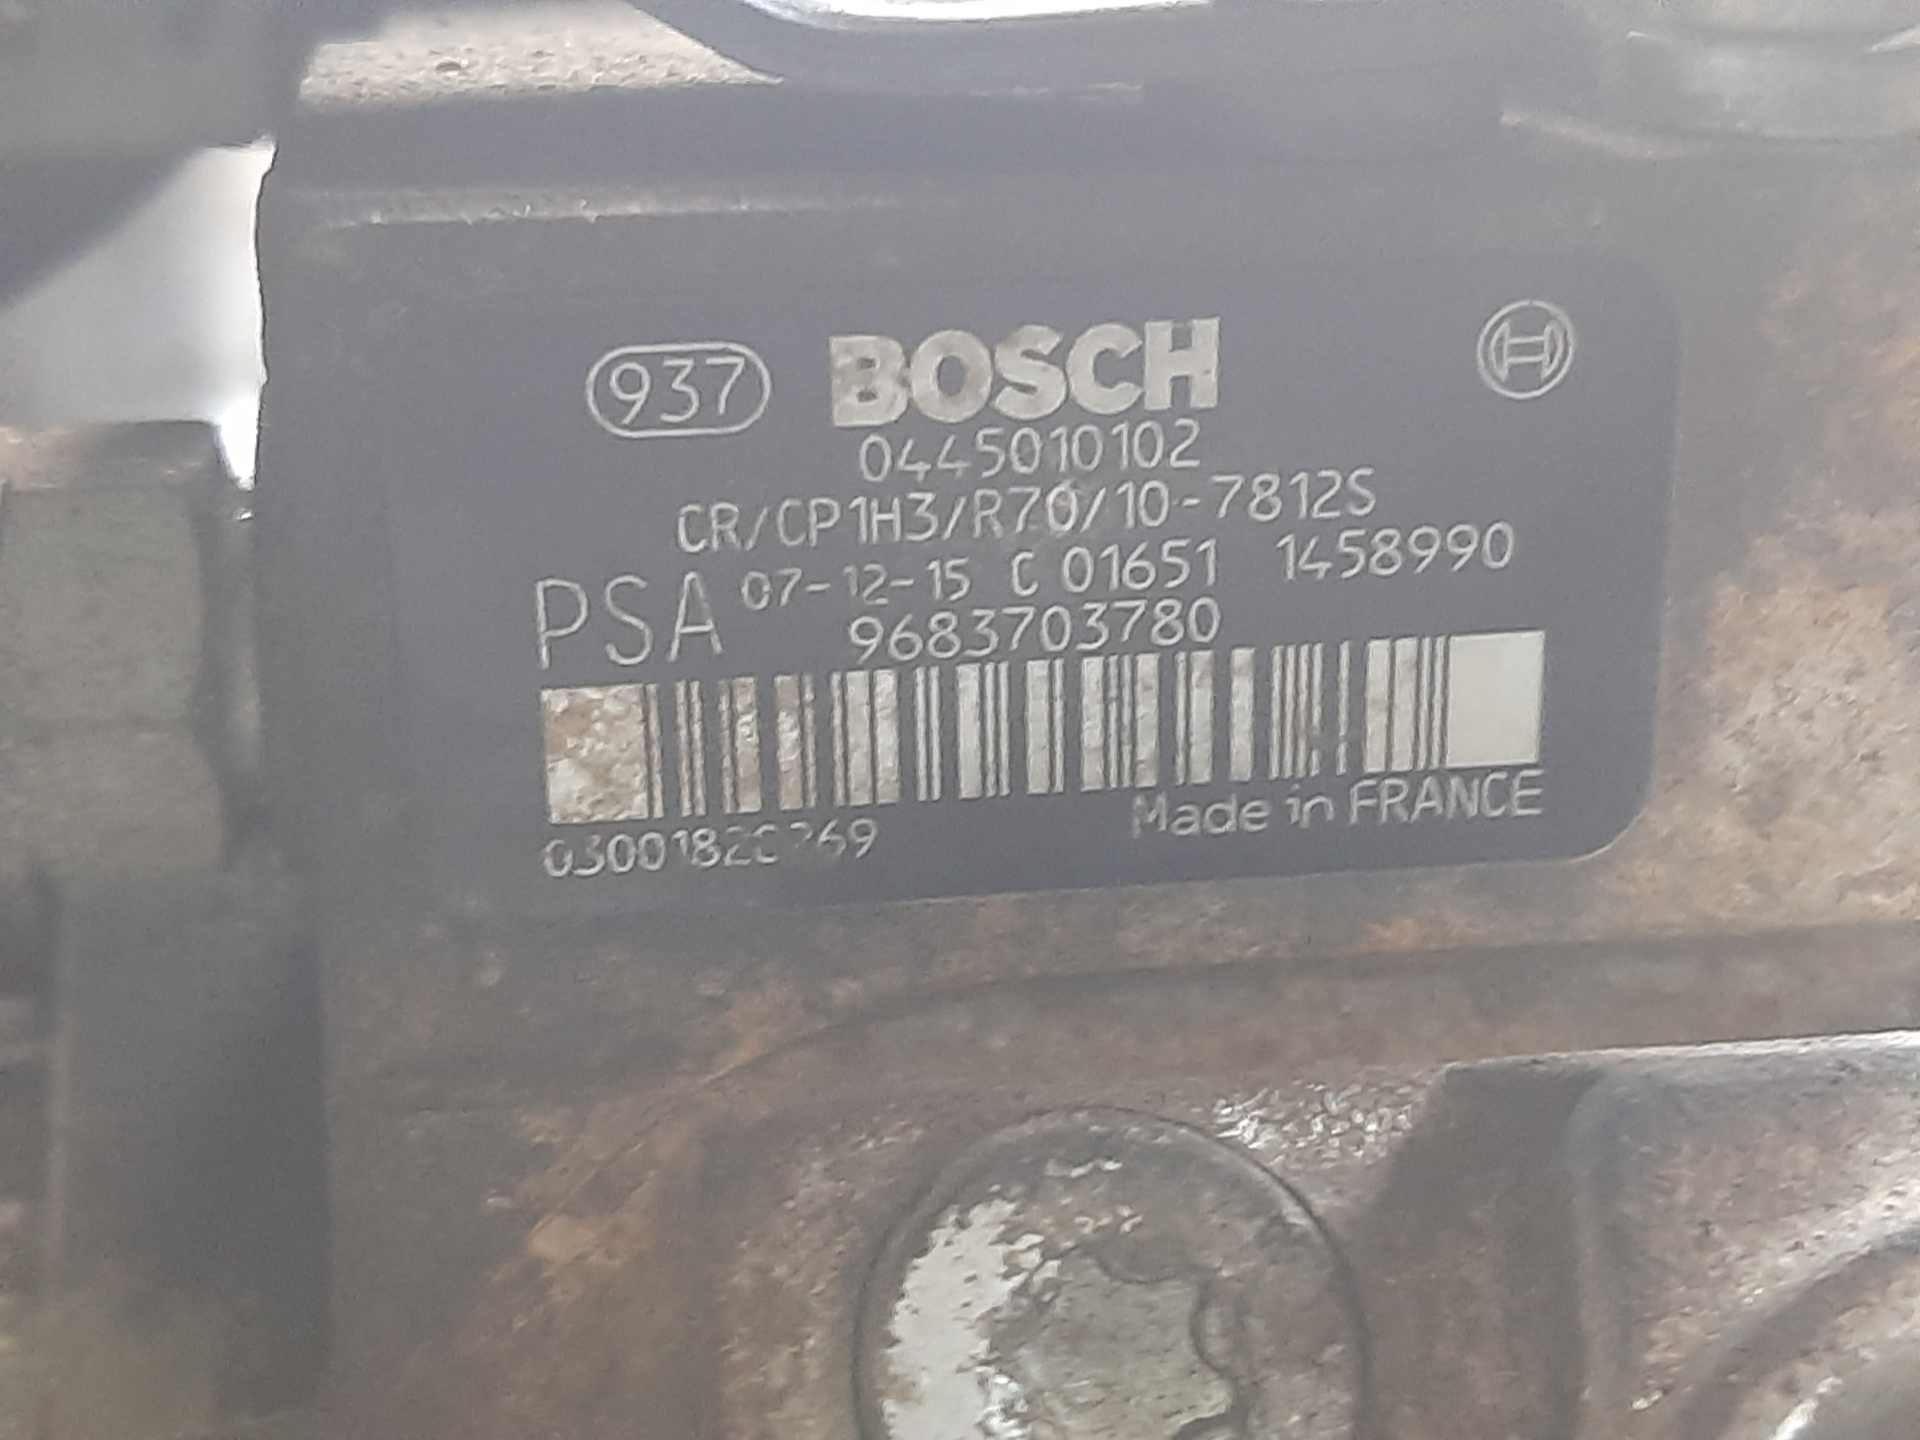 937 BOSCH
0445010102
CR/CP1H3/R70/10-7812S
PSA 07-12-15 C 01651 1458990
9683703780
Made in FRANCE